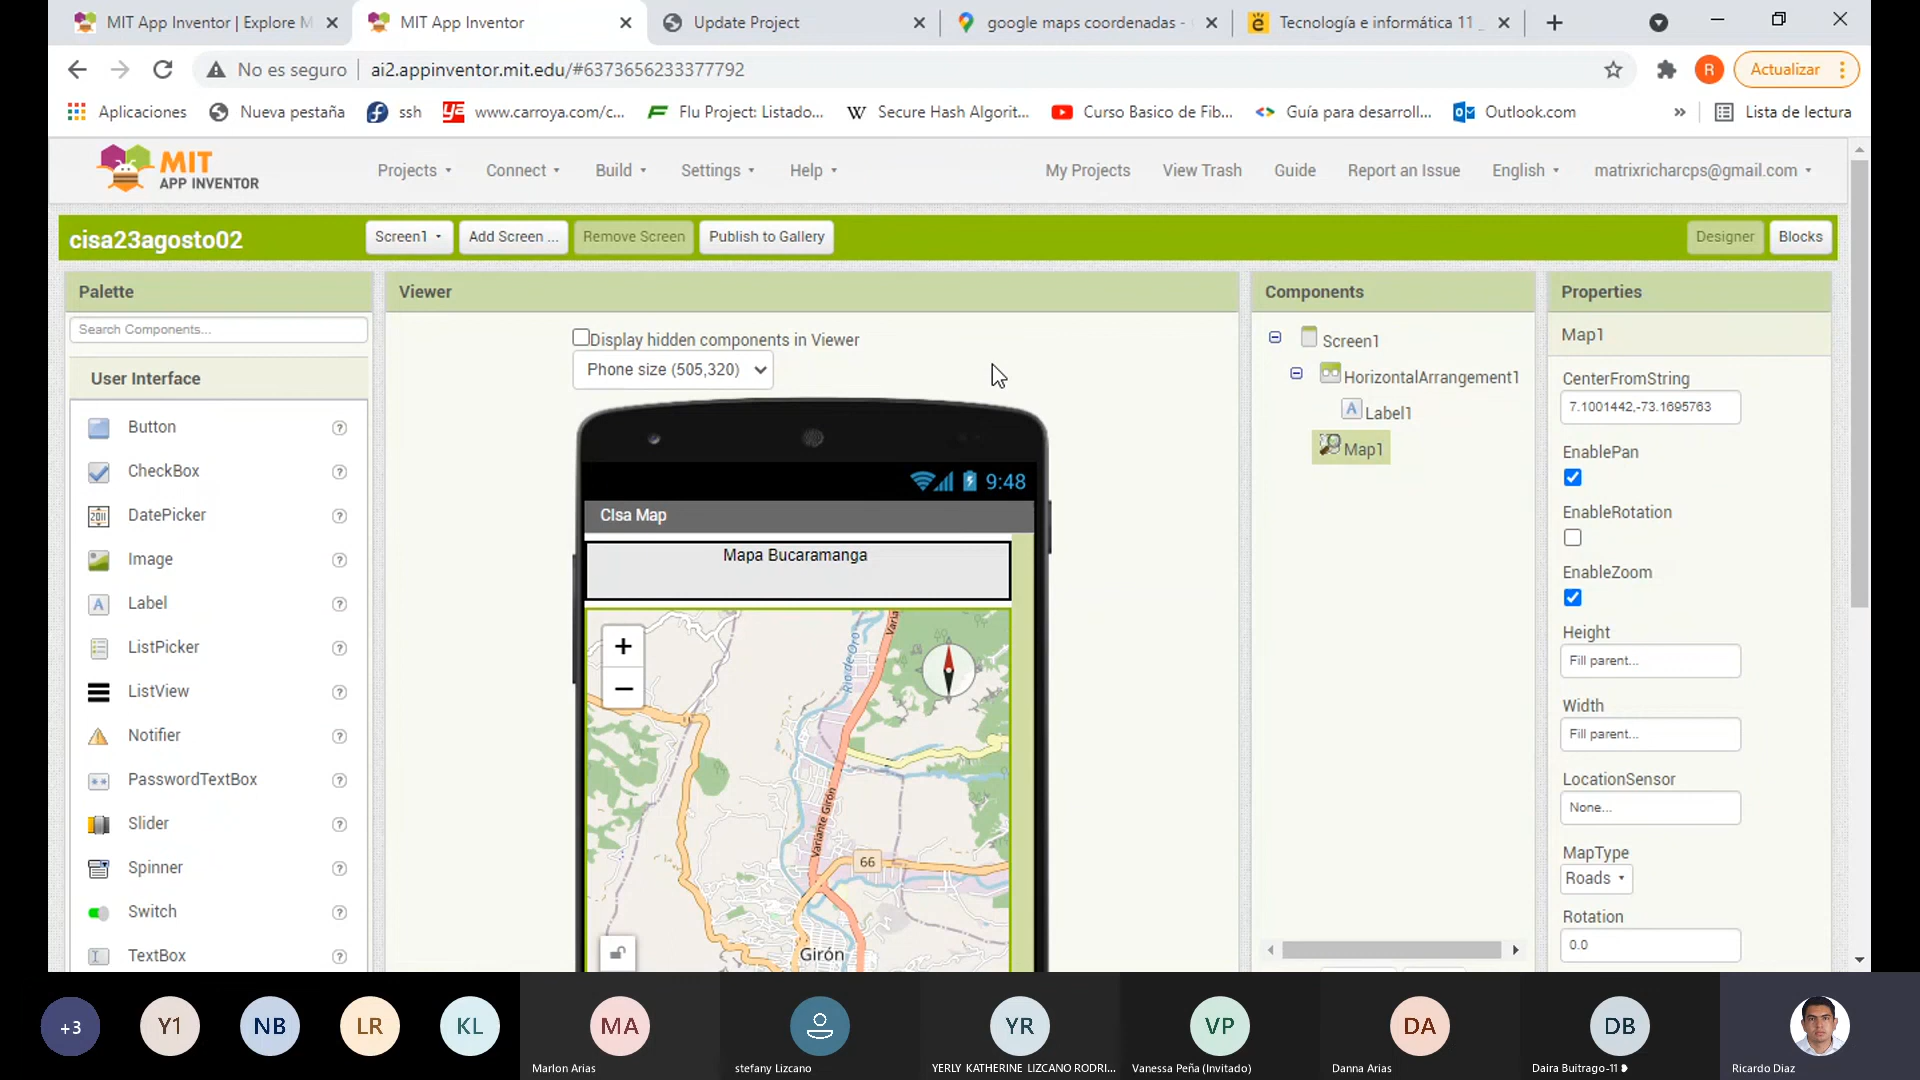 MIT App Inventor | Explore M
MIT App Inventor
Update Project
google maps coordenadas -
Tecnología e informática 11
No es seguro
ai2.appinventor.mit.edu/#6373656233377792
R
Actualizar
Aplicaciones
Nueva pestaña
ssh
www.carroya.com/c...
Flu Project: Listado...
Secure Hash Algorit...
Curso Basico de Fib...
Guía para desarroll...
Outlook.com
»
Lista de lectura
MIT
APP INVENTOR
Projects
Connect
Build
Settings
Help
My Projects
View Trash
Guide
Report an Issue
English
matrixricharcps@gmail.com
cisa23agosto02
Screen1
Add Screen ...
Remove Screen
Publish to Gallery
Designer
Blocks
Palette
Search Components...
User Interface
Button
CheckBox
DatePicker
Image
Label
ListPicker
ListView
Notifier
PasswordTextBox
Slider
Spinner
Switch
TextBox
Viewer
Display hidden components in Viewer
Phone size (505,320)
9:48
CIsa Map
Mapa Bucaramanga
+
−
Río de Oro
Varia
Variante Girón
66
Girón
Components
Screen1
HorizontalArrangement1
Label1
Map1
Properties
Map1
CenterFromString
7.1001442,-73.1695763
EnablePan
EnableRotation
EnableZoom
Height
Fill parent...
Width
Fill parent...
LocationSensor
None...
MapType
Roads
Rotation
0.0
+3
Y1
NB
LR
KL
MA
Marlon Arias
stefany Lizcano
YR
YERLY KATHERINE LIZCANO RODRI...
VP
Vanessa Peña (Invitado)
DA
Danna Arias
DB
Daira Buitrago-11
Ricardo Diaz